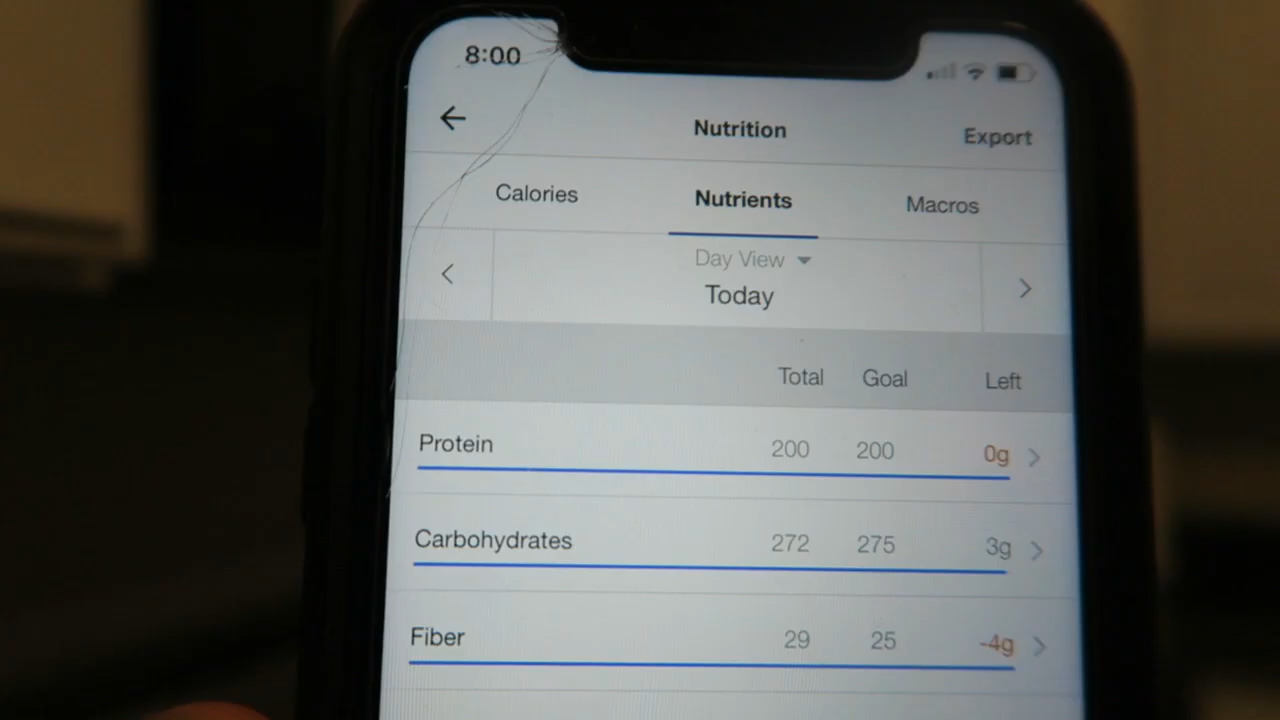 8:00
Nutrition
Export
Calories
Nutrients
Macros
Day View
Today
Total Goal Left
Protein 200 200 0g
Carbohydrates 272 275 3g
Fiber 29 25 -4g